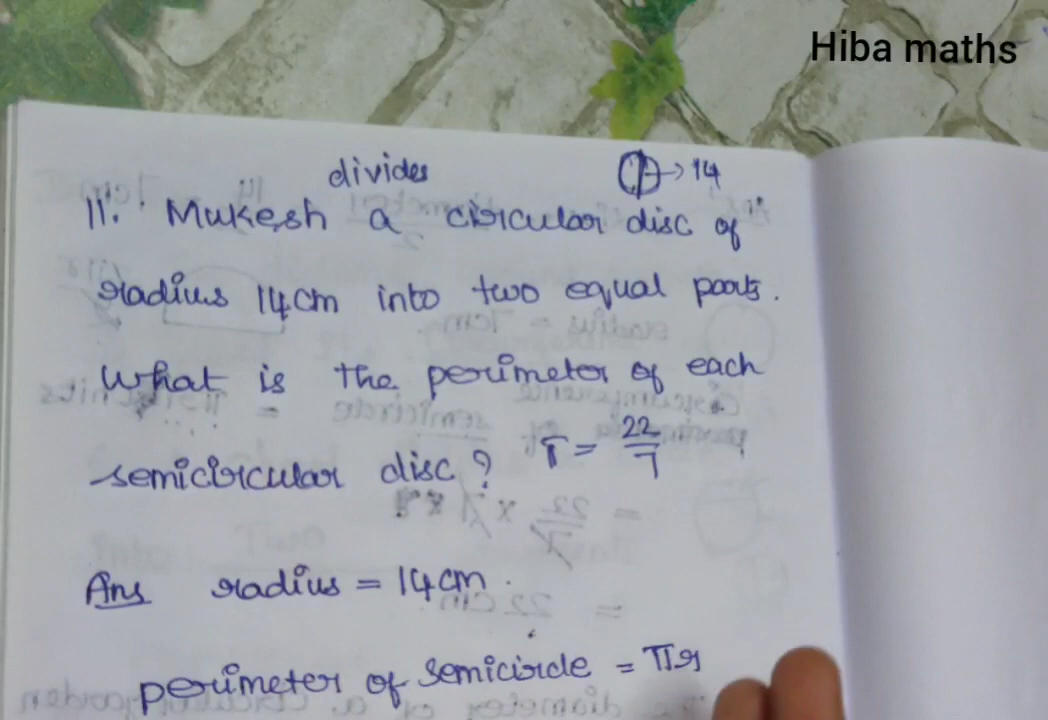 Hiba maths
divides
→ 14
11. Mukesh a circular disc of
radius 14cm into two equal parts.
What is the perimeter of each
semicircular disc? π = 22/7
Ans radius = 14cm.
perimeter of semicircle = πr